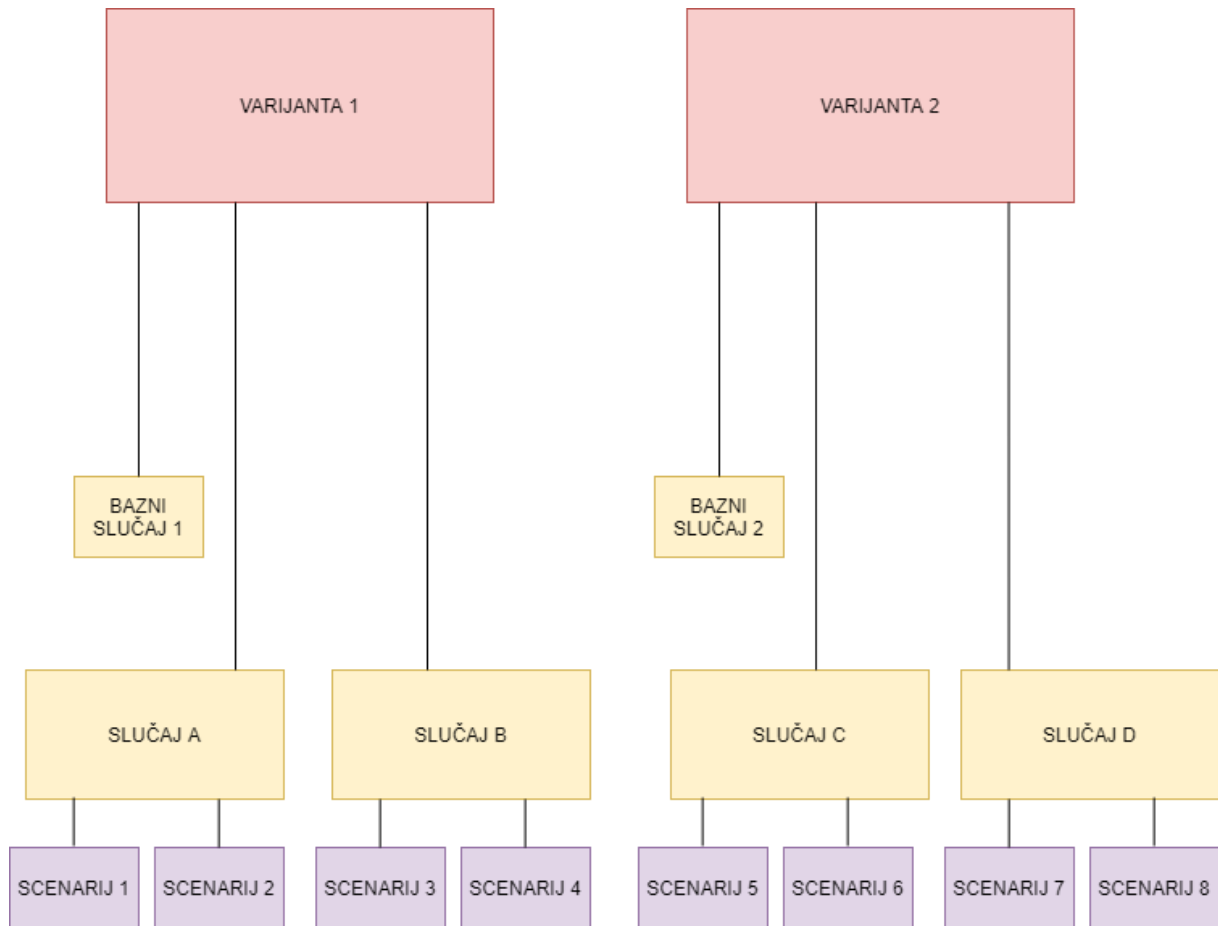 VARIJANTA 1
VARIJANTA 2
BAZNI
SLUČAJ 1
BAZNI
SLUČAJ 2
SLUČAJ A
SLUČAJ B
SLUČAJ C
SLUČAJ D
SCENARIJ 1
SCENARIJ 2
SCENARIJ 3
SCENARIJ 4
SCENARIJ 5
SCENARIJ 6
SCENARIJ 7
SCENARIJ 8